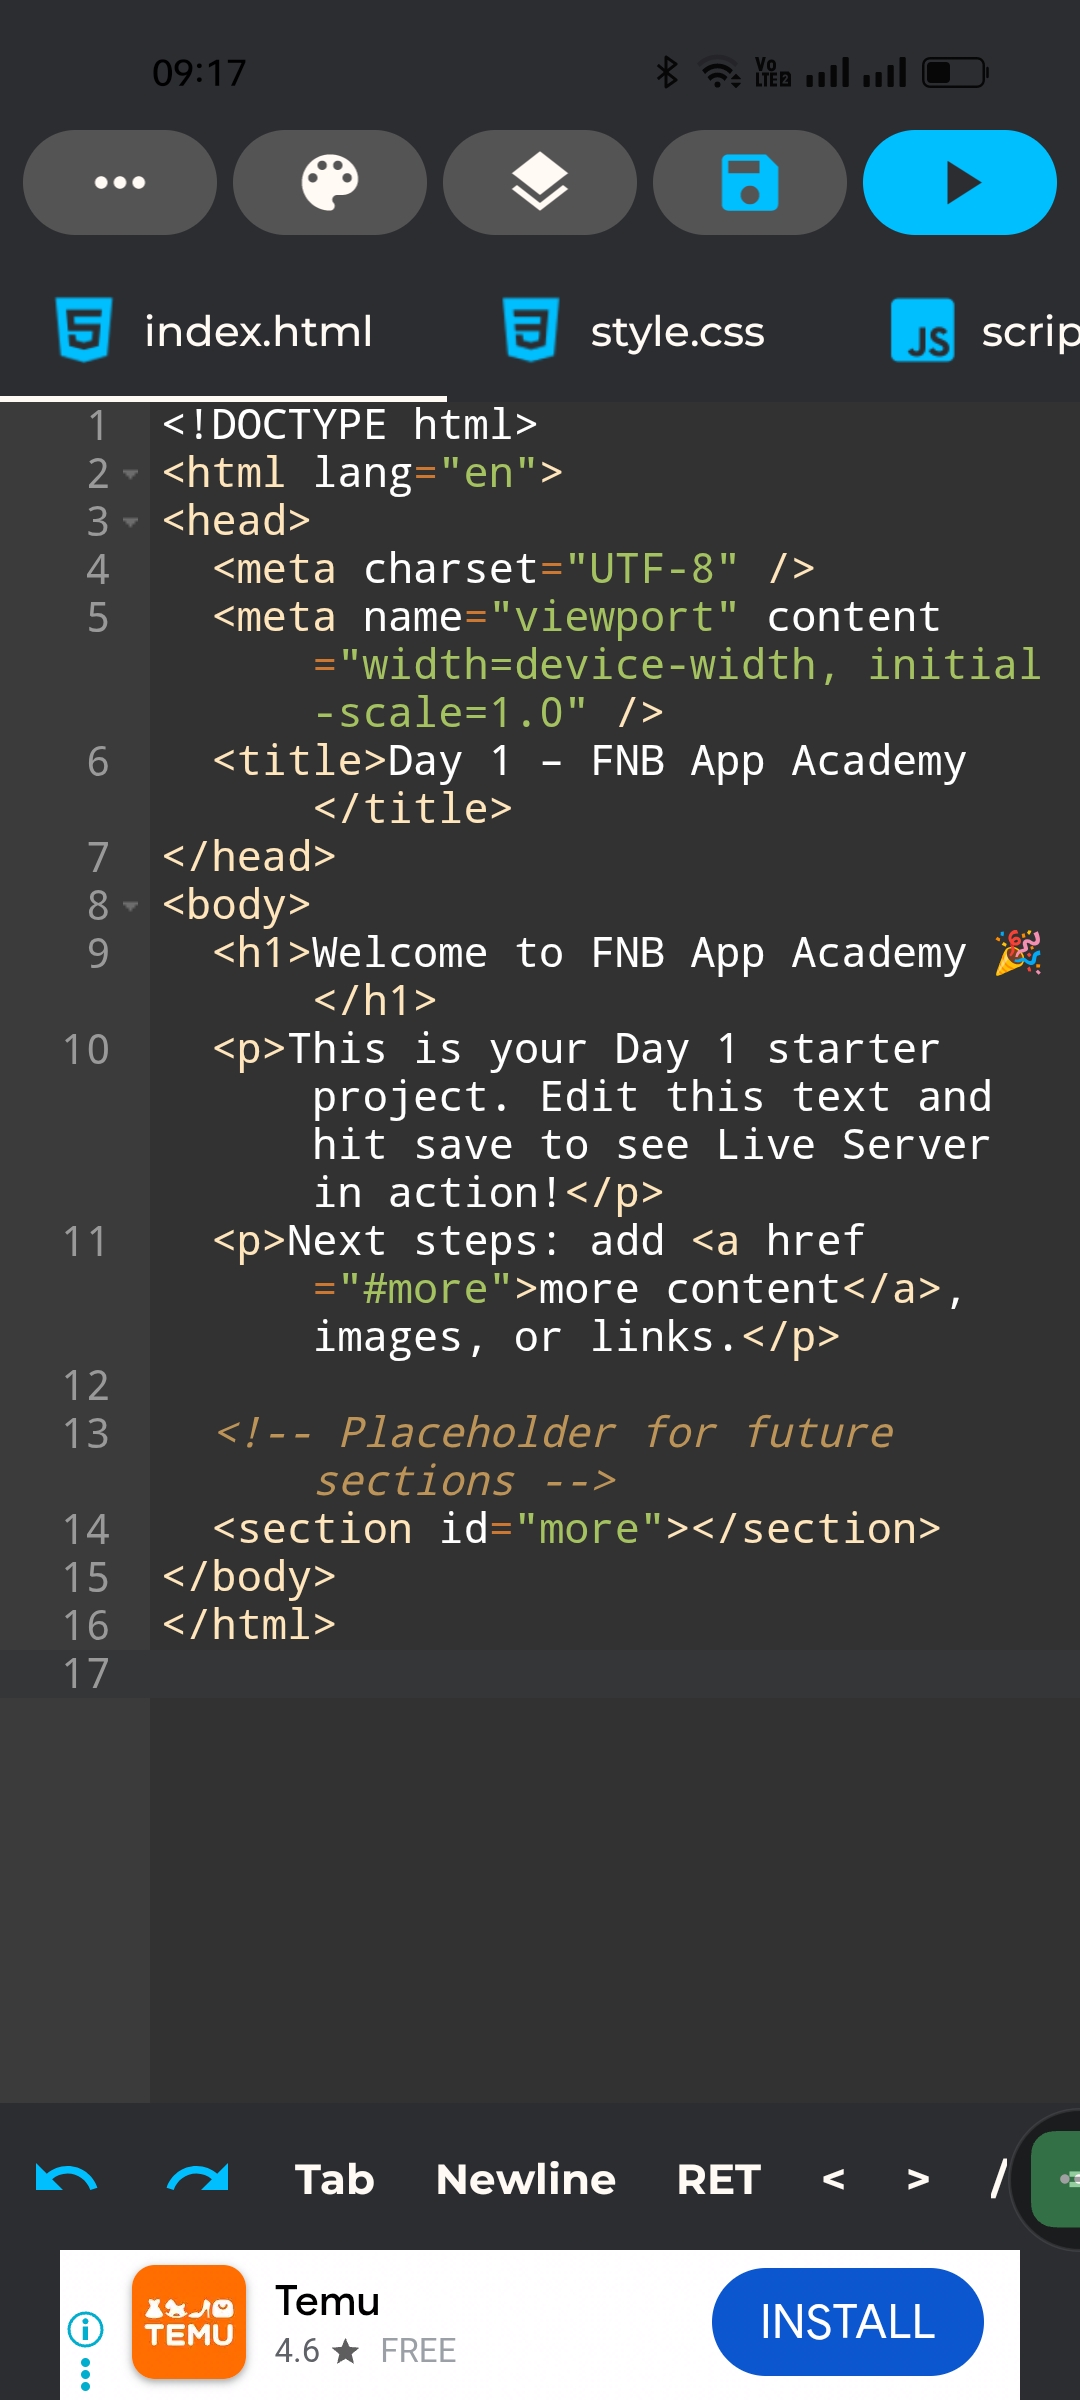 09:17
Vo
LTE 2
index.html
style.css
JS
scrip
1 <!DOCTYPE html>
2 <html lang="en">
3 <head>
4 <meta charset="UTF-8" />
5 <meta name="viewport" content
="width=device-width, initial
-scale=1.0" />
6 <title>Day 1 – FNB App Academy
</title>
7 </head>
8 <body>
9 <h1>Welcome to FNB App Academy 🎉
</h1>
10 <p>This is your Day 1 starter
project. Edit this text and
hit save to see Live Server
in action!</p>
11 <p>Next steps: add <a href
="#more">more content</a>,
images, or links.</p>
12
13 <!-- Placeholder for future
sections -->
14 <section id="more"></section>
15 </body>
16 </html>
17
Tab Newline RET < > /
Temu
TEMU
4.6 ★ FREE
INSTALL